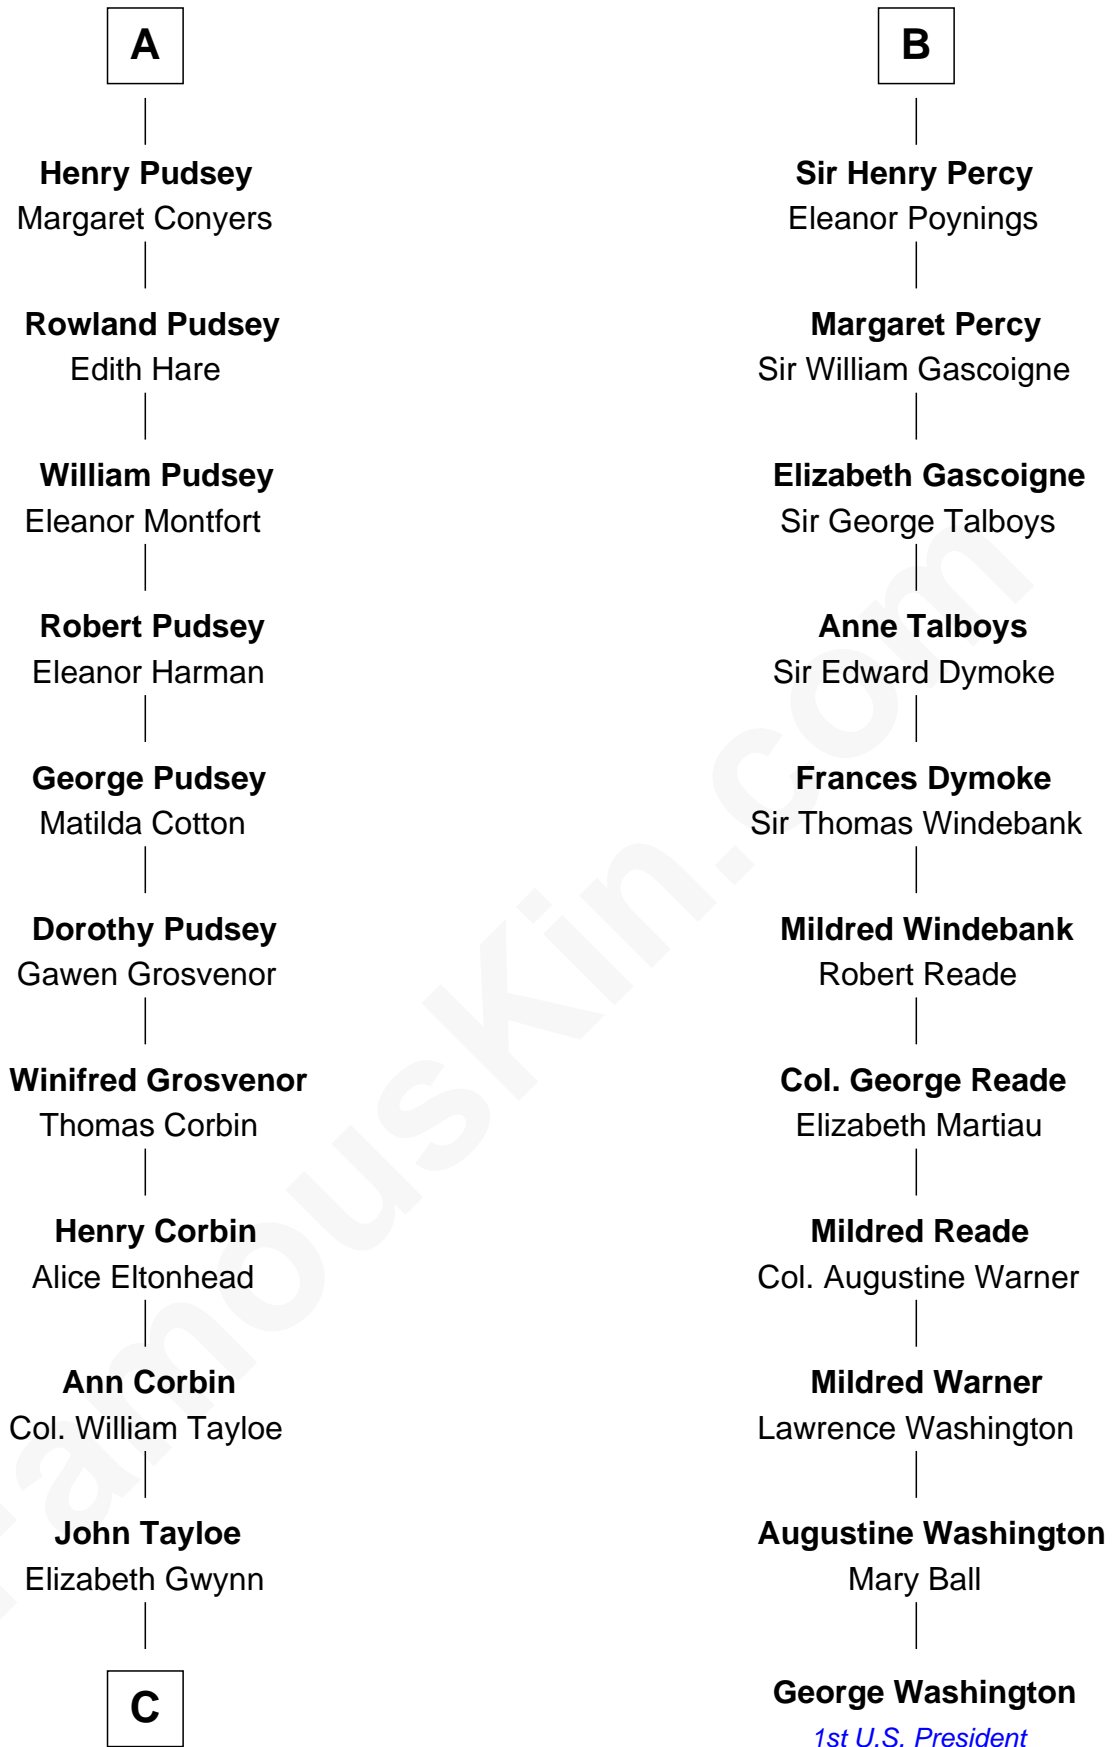 A
Henry Pudsey
Margaret Conyers
Rowland Pudsey
Edith Hare
William Pudsey
Eleanor Montfort
Robert Pudsey
Eleanor Harman
George Pudsey
Matilda Cotton
Dorothy Pudsey
Gawen Grosvenor
Winifred Grosvenor
Thomas Corbin
Henry Corbin
Alice Eltonhead
Ann Corbin
Col. William Tayloe
John Tayloe
Elizabeth Gwynn
C
B
Sir Henry Percy
Eleanor Poynings
Margaret Percy
Sir William Gascoigne
Elizabeth Gascoigne
Sir George Talboys
Anne Talboys
Sir Edward Dymoke
Frances Dymoke
Sir Thomas Windebank
Mildred Windebank
Robert Reade
Col. George Reade
Elizabeth Martiau
Mildred Reade
Col. Augustine Warner
Mildred Warner
Lawrence Washington
Augustine Washington
Mary Ball
George Washington
1st U.S. President
FamousKin.com